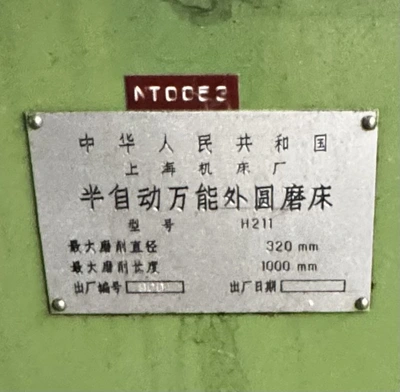 NTOOE3
中华人民共和国
上海机床厂
半自动万能外圆磨床
型号 H211
最大磨削直径 320 mm
最大磨削长度 1000 mm
出厂编号 出厂日期